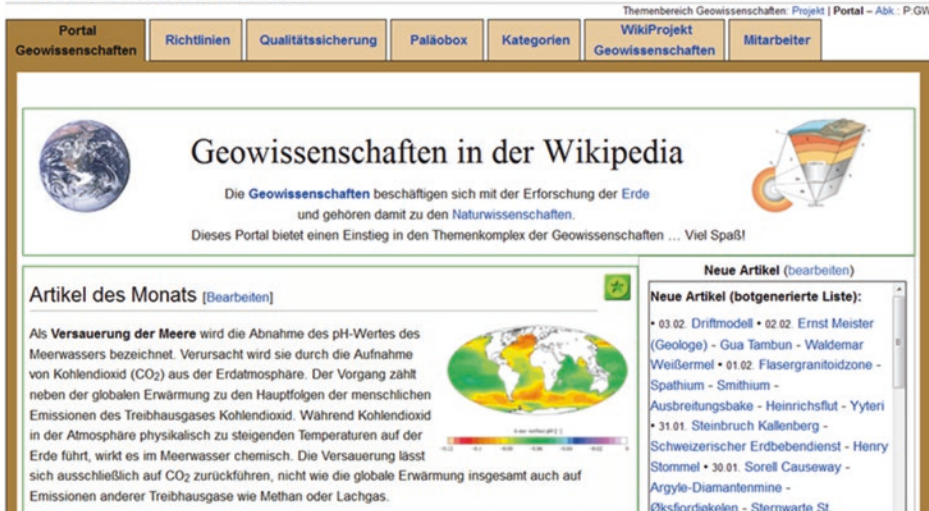 Themenbereich Geowissenschaften: Projekt | Portal – Abk.: P:GW
Portal
Geowissenschaften
Richtlinien
Qualitätssicherung
Paläobox
Kategorien
WikiProjekt
Geowissenschaften
Mitarbeiter
Geowissenschaften in der Wikipedia
Die Geowissenschaften beschäftigen sich mit der Erforschung der Erde
und gehören damit zu den Naturwissenschaften.
Dieses Portal bietet einen Einstieg in den Themenkomplex der Geowissenschaften … Viel Spaß!
Artikel des Monats [Bearbeiten]
Als Versauerung der Meere wird die Abnahme des pH-Wertes des
Meerwassers bezeichnet. Verursacht wird sie durch die Aufnahme
von Kohlendioxid (CO2) aus der Erdatmosphäre. Der Vorgang zählt
neben der globalen Erwärmung zu den Hauptfolgen der menschlichen
Emissionen des Treibhausgases Kohlendioxid. Während Kohlendioxid
in der Atmosphäre physikalisch zu steigenden Temperaturen auf der
Erde führt, wirkt es im Meerwasser chemisch. Die Versauerung lässt
sich ausschließlich auf CO2 zurückführen, nicht wie die globale Erwärmung insgesamt auch auf
Emissionen anderer Treibhausgase wie Methan oder Lachgas.
Neue Artikel (bearbeiten)
Neue Artikel (botgenerierte Liste):
• 03.02. Driftmodell • 02.02. Ernst Meister
(Geologe) - Gua Tambun - Waldemar
Weißermel • 01.02. Flasergranitoidzone -
Spathium - Smithium -
Ausbreitungsbake - Heinrichsflut - Yyteri
• 31.01. Steinbruch Kallenberg -
Schweizerischer Erdbebendienst - Henry
Stommel • 30.01. Sorell Causeway -
Argyle-Diamantenmine -
Øksfjordjøkelen - Sternwarte St.